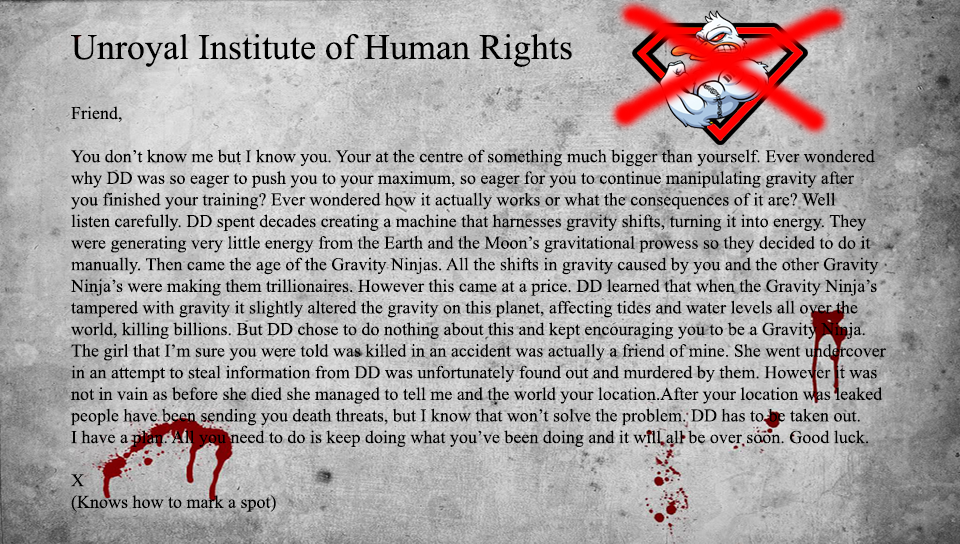 Unroyal Institute of Human Rights
Friend,
You don't know me but I know you. Your at the centre of something much bigger than yourself. Ever wondered
why DD was so eager to push you to your maximum, so eager for you to continue manipulating gravity after
you finished your training? Ever wondered how it actually works or what the consequences of it are? Well
listen carefully. DD spent decades creating a machine that harnesses gravity shifts, turning it into energy. They
were generating very little energy from the Earth and the Moon's gravitational prowess so they decided to do it
manually. Then came the age of the Gravity Ninjas. All the shifts in gravity caused by you and the other Gravity
Ninja's were making them trillionaires. However this came at a price. DD learned that when the Gravity Ninja's
tampered with gravity it slightly altered the gravity on this planet, affecting tides and water levels all over the
world, killing billions. But DD chose to do nothing about this and kept encouraging you to be a Gravity Ninja.
The girl that I'm sure you were told was killed in an accident was actually a friend of mine. She went undercover
in an attempt to steal information from DD was unfortunately found out and murdered by them. However it was
not in vain as before she died she managed to tell me and the world your location.After your location was leaked
people have been sending you death threats, but I know that won't solve the problem. DD has to be taken out.
I have a plan. All you need to do is keep doing what you've been doing and it will all be over soon. Good luck.
X
(Knows how to mark a spot)